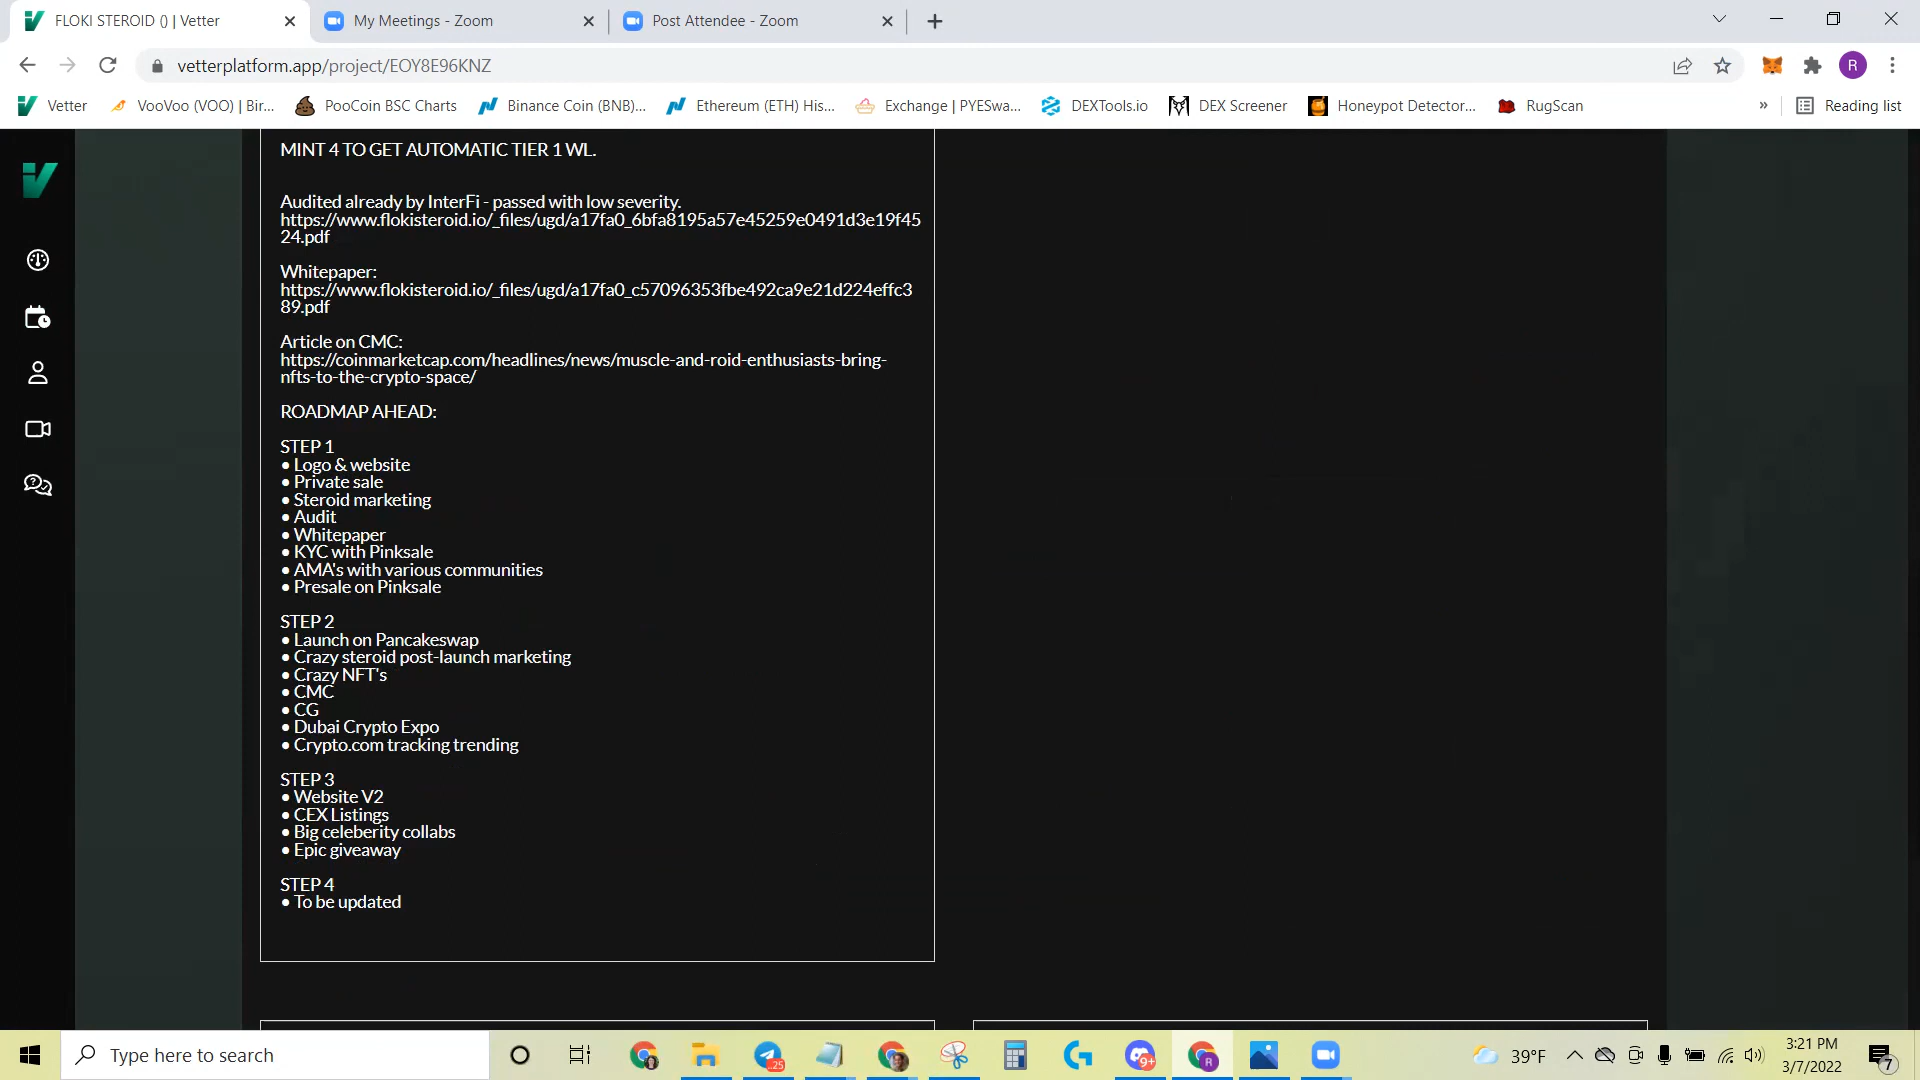 FLOKI STEROID () | Vetter
My Meetings - Zoom
Post Attendee - Zoom
vetterplatform.app/project/EOY8E96KNZ
R
Vetter
VooVoo (VOO) | Bir...
PooCoin BSC Charts
Binance Coin (BNB)...
Ethereum (ETH) His...
Exchange | PYESwa...
DEXTools.io
DEX Screener
Honeypot Detector...
RugScan
»
Reading list
MINT 4 TO GET AUTOMATIC TIER 1 WL.
Audited already by InterFi - passed with low severity.
https://www.flokisteroid.io/_files/ugd/a17fa0_6bfa8195a57e45259e0491d3e19f45
24.pdf
Whitepaper:
https://www.flokisteroid.io/_files/ugd/a17fa0_c57096353fbe492ca9e21d224effc3
89.pdf
Article on CMC:
https://coinmarketcap.com/headlines/news/muscle-and-roid-enthusiasts-bring-
nfts-to-the-crypto-space/
ROADMAP AHEAD:
STEP 1
• Logo & website
• Private sale
• Steroid marketing
• Audit
• Whitepaper
• KYC with Pinksale
• AMA's with various communities
• Presale on Pinksale
STEP 2
• Launch on Pancakeswap
• Crazy steroid post-launch marketing
• Crazy NFT's
• CMC
• CG
• Dubai Crypto Expo
• Crypto.com tracking trending
STEP 3
• Website V2
• CEX Listings
• Big celeberity collabs
• Epic giveaway
STEP 4
• To be updated
Type here to search
..25
9+
R
39°F
3:21 PM
3/7/2022
7